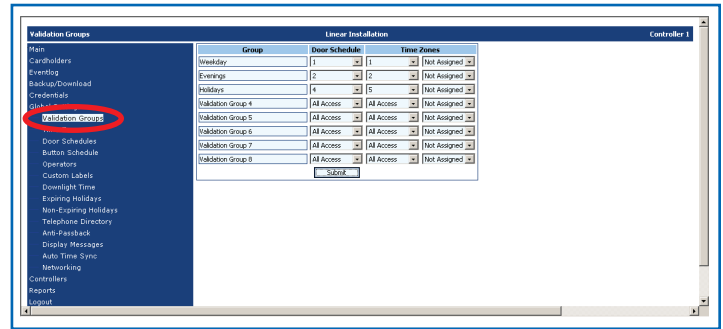 Validation Groups Linear Installation Controller 1
Main
Cardholders
Eventlog
Backup/Download
Credentials
Validation Groups
Door Schedules
Button Schedule
Operators
Custom Labels
Downlight Time
Expiring Holidays
Non-Expiring Holidays
Telephone Directory
Anti-Passback
Display Messages
Auto Time Sync
Networking
Controllers
Reports
Logout
Group Door Schedule Time Zones
Weekday 1 1 Not Assigned
Evenings 2 2 Not Assigned
Holidays 4 5 Not Assigned
Validation Group 4 All Access All Access Not Assigned
Validation Group 5 All Access All Access Not Assigned
Validation Group 6 All Access All Access Not Assigned
Validation Group 7 All Access All Access Not Assigned
Validation Group 8 All Access All Access Not Assigned
Submit